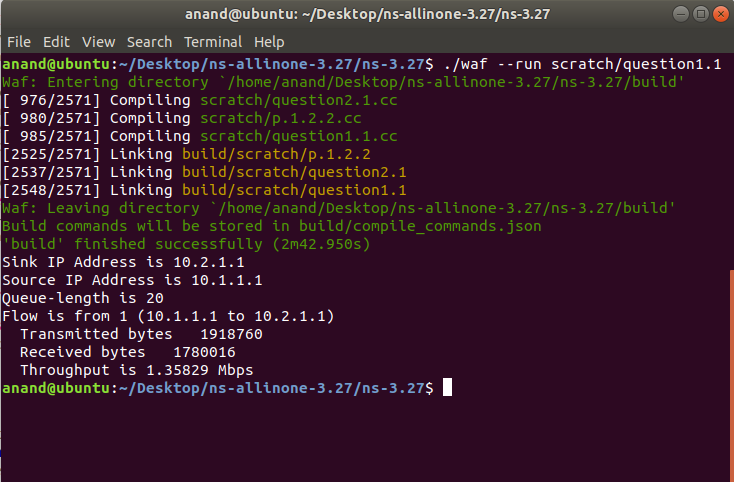 anand@ubuntu: ~/Desktop/ns-allinone-3.27/ns-3.27
File Edit View Search Terminal Help
anand@ubuntu:~/Desktop/ns-allinone-3.27/ns-3.27$ ./waf --run scratch/question1.1
Waf: Entering directory `/home/anand/Desktop/ns-allinone-3.27/ns-3.27/build'
[ 976/2571] Compiling scratch/question2.1.cc
[ 980/2571] Compiling scratch/p.1.2.2.cc
[ 985/2571] Compiling scratch/question1.1.cc
[2525/2571] Linking build/scratch/p.1.2.2
[2537/2571] Linking build/scratch/question2.1
[2548/2571] Linking build/scratch/question1.1
Waf: Leaving directory `/home/anand/Desktop/ns-allinone-3.27/ns-3.27/build'
Build commands will be stored in build/compile_commands.json
'build' finished successfully (2m42.950s)
Sink IP Address is 10.2.1.1
Source IP Address is 10.1.1.1
Queue-length is 20
Flow is from 1 (10.1.1.1 to 10.2.1.1)
  Transmitted bytes   1918760
  Received bytes   1780016
  Throughput is 1.35829 Mbps
anand@ubuntu:~/Desktop/ns-allinone-3.27/ns-3.27$